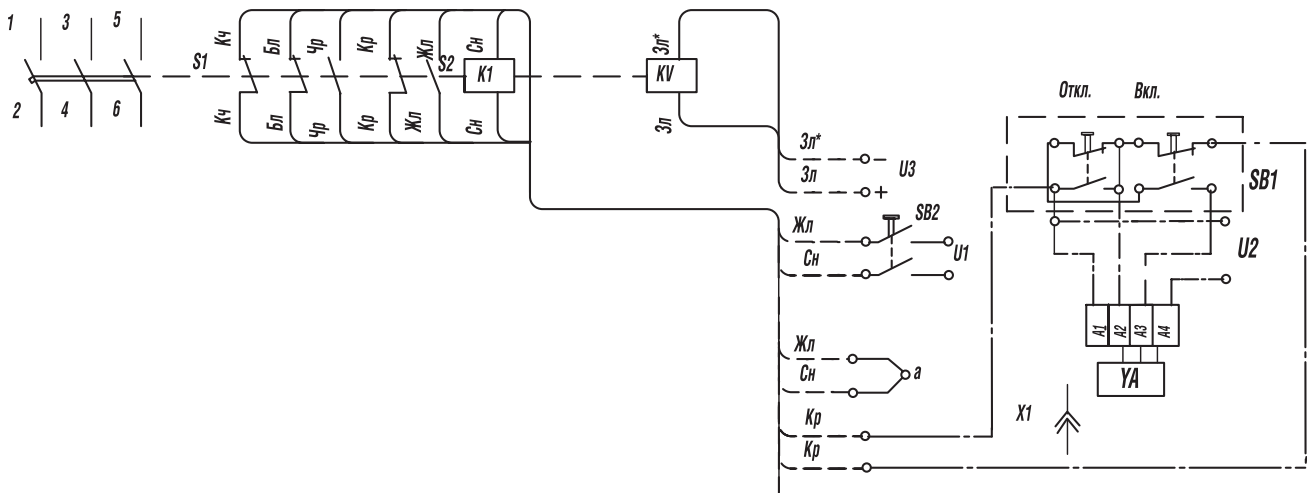 1 3 5
2 4 6
S1
Кч Бл Чр Кр Жл Сн
S2
K1
Кч Бл Чр Кр Жл Сн
Зл*
KV
Зл
Зл* −
U3
Зл +
Жл
SB2
Сн
U1
Жл
Сн
a
Кр
Кр
Откл. Вкл.
SB1
U2
A1 A2 A3 A4
YA
X1